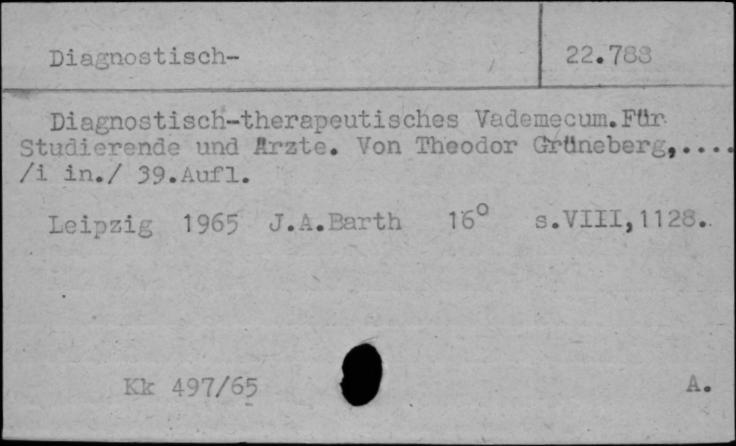 Diagnostisch- 22.788
Diagnostisch-therapeutisches Vademecum.Für
Studierende und Ärzte. Von Theodor Grüneberg,....
/i in./ 39.Aufl.
Leipzig 1965 J.A.Barth 16° s.VIII,1128.
Kk 497/65 A.